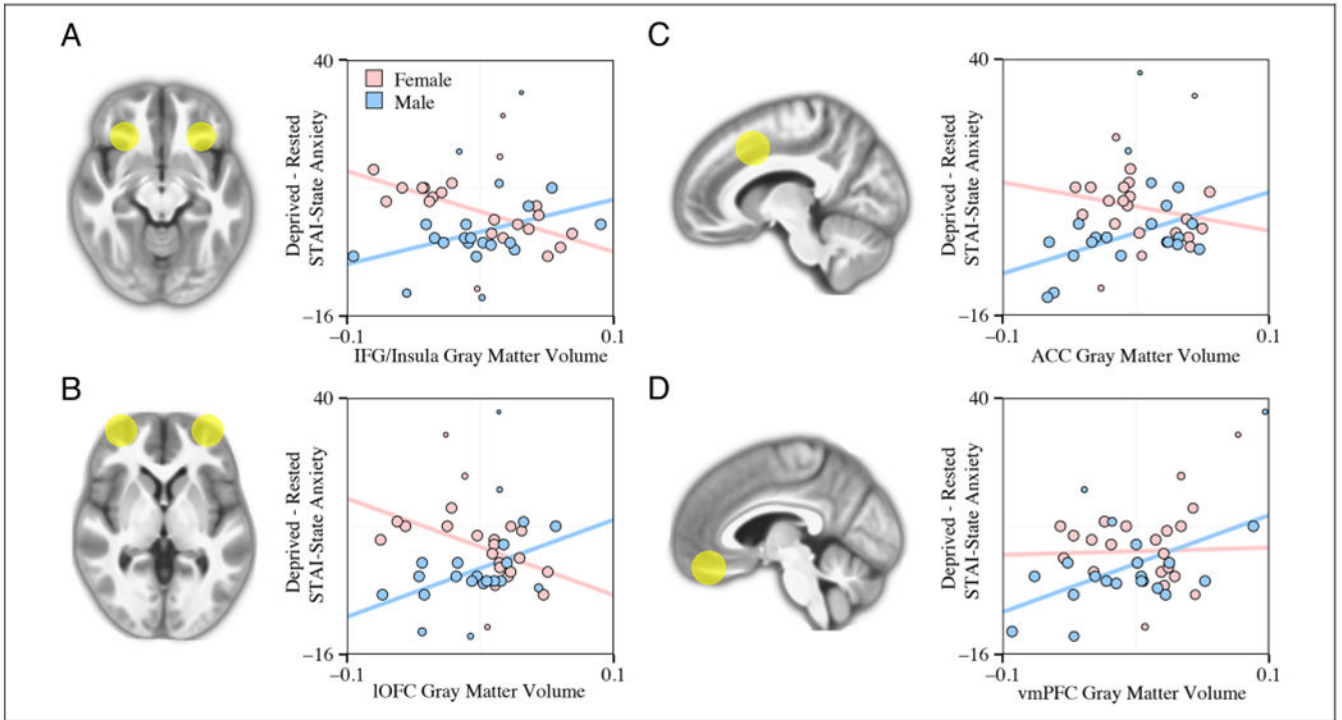 A
40
Female
Male
Deprived - Rested
STAI-State Anxiety
−16
−0.1
0.1
IFG/Insula Gray Matter Volume
C
40
Deprived - Rested
STAI-State Anxiety
−16
−0.1
0.1
ACC Gray Matter Volume
B
40
Deprived - Rested
STAI-State Anxiety
−16
−0.1
0.1
lOFC Gray Matter Volume
D
40
Deprived - Rested
STAI-State Anxiety
−16
−0.1
0.1
vmPFC Gray Matter Volume